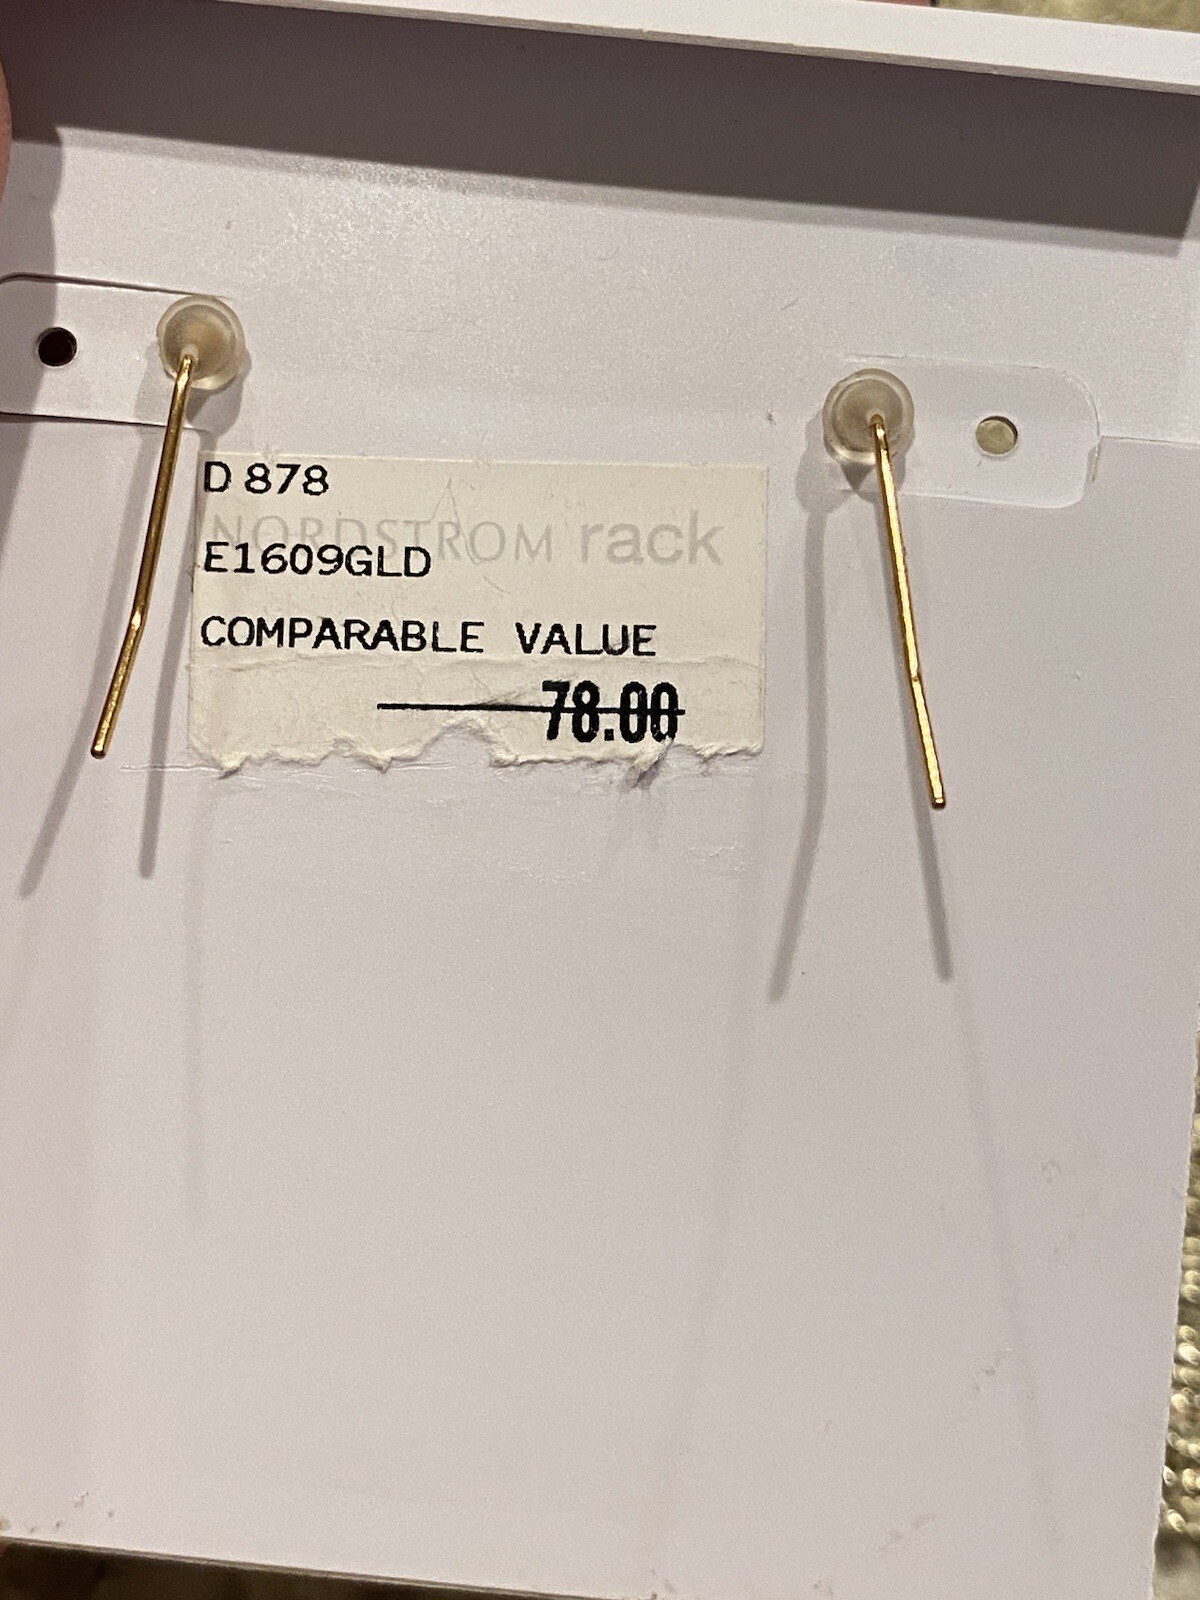 D 878
NORDSTROM rack
E1609GLD
COMPARABLE VALUE
78.00